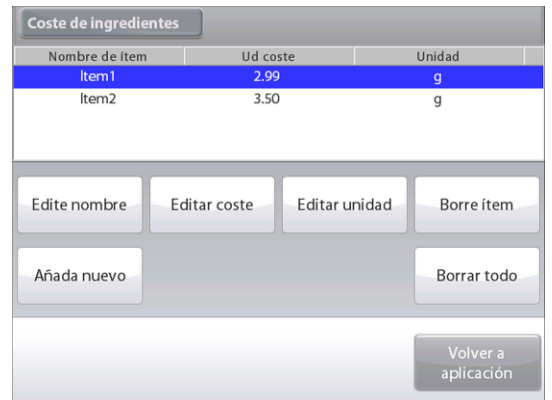 Coste de ingredientes
Nombre de ítem Ud coste Unidad
Item1 2.99 g
Item2 3.50 g
Edite nombre Editar coste Editar unidad Borre ítem
Añada nuevo Borrar todo
Volver a
aplicación